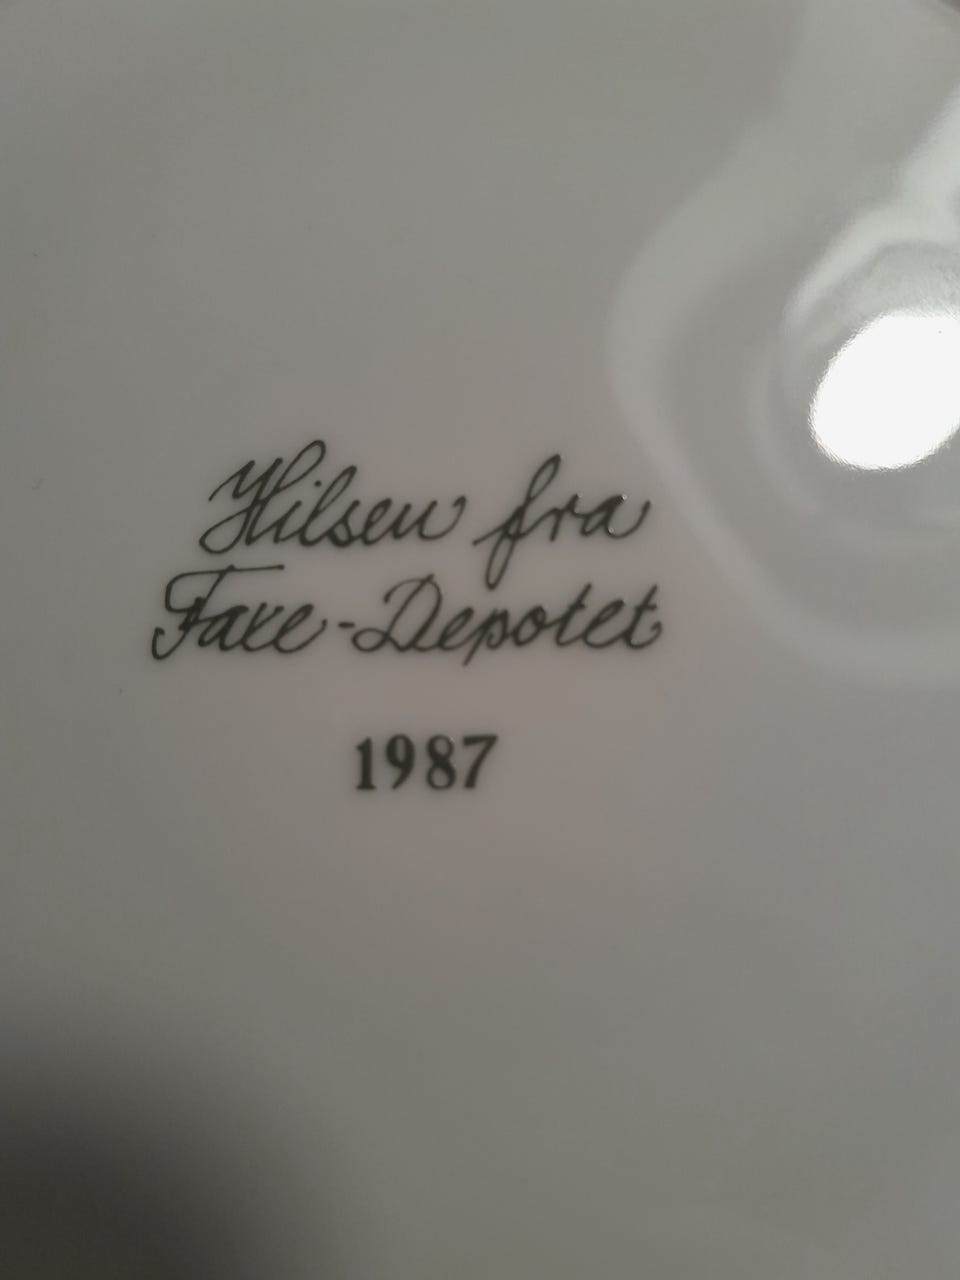 Hilsen fra
Faxe-Depotet
1987